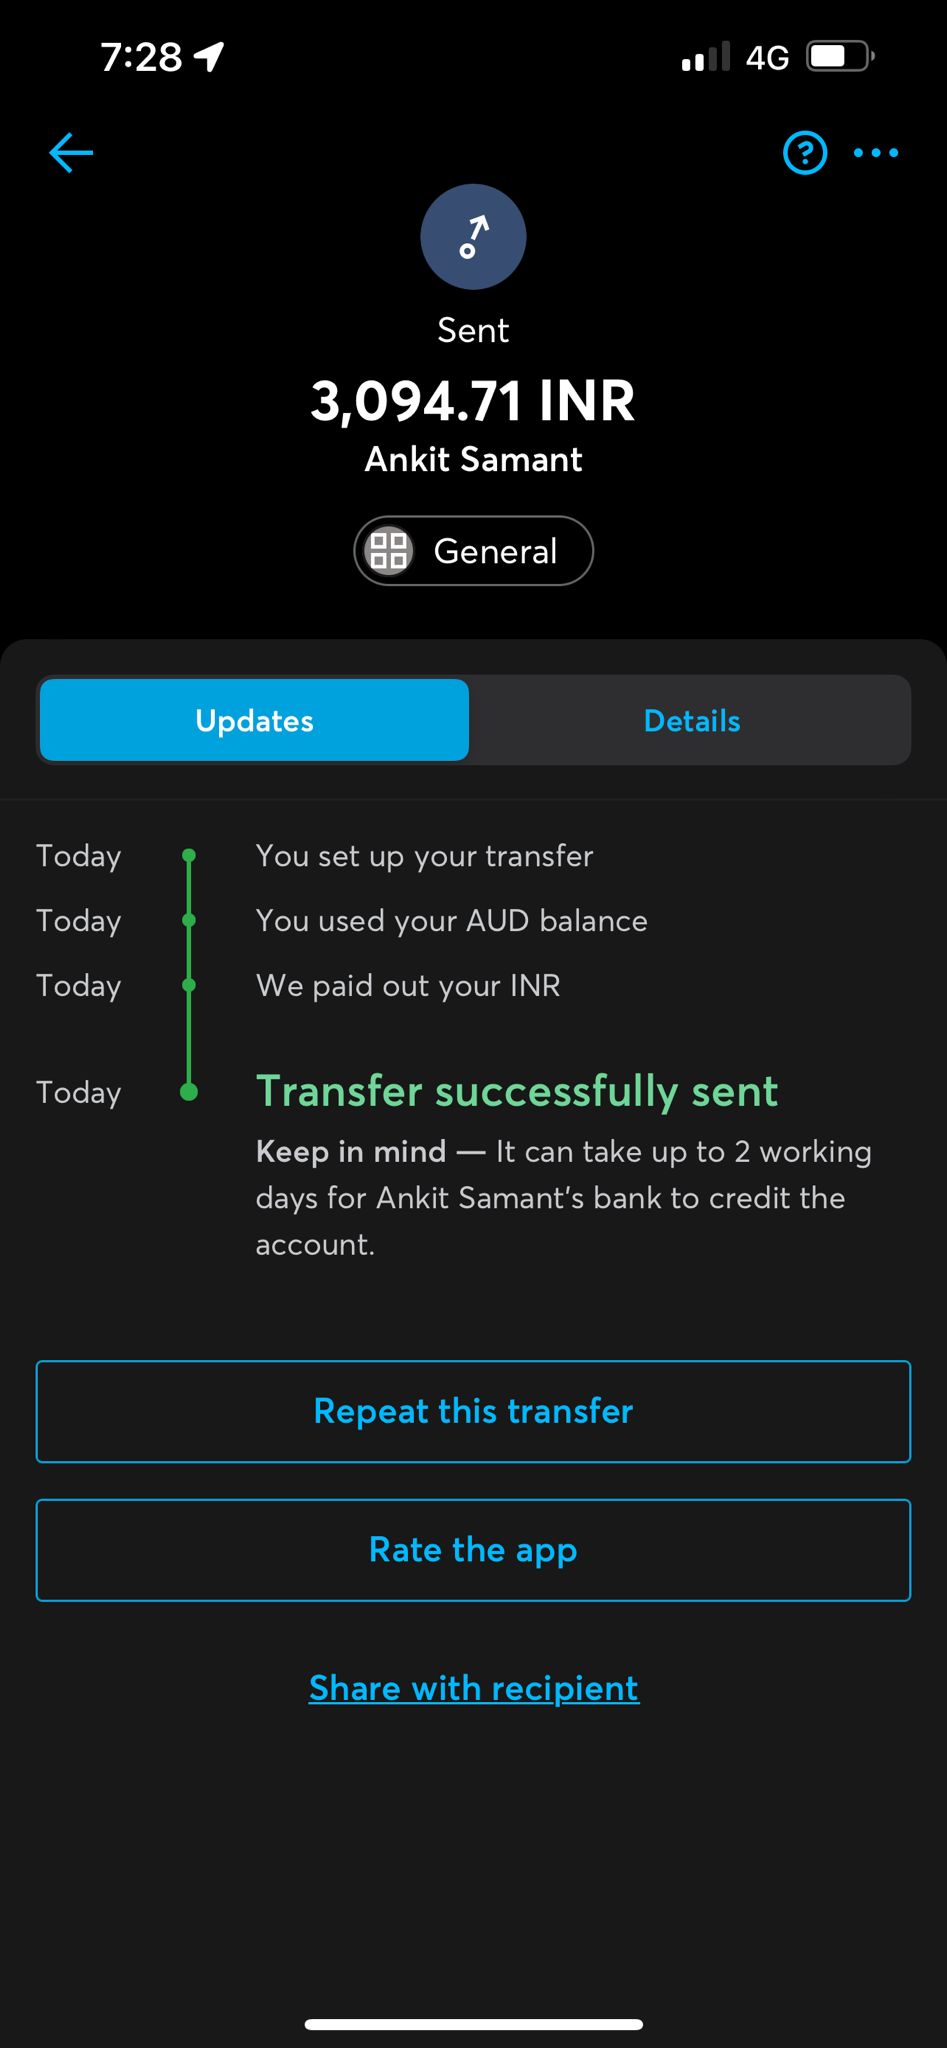 7:28
4G
?
Sent
3,094.71 INR
Ankit Samant
General
Updates
Details
Today
You set up your transfer
Today
You used your AUD balance
Today
We paid out your INR
Today
Transfer successfully sent
Keep in mind — It can take up to 2 working
days for Ankit Samant's bank to credit the
account.
Repeat this transfer
Rate the app
Share with recipient